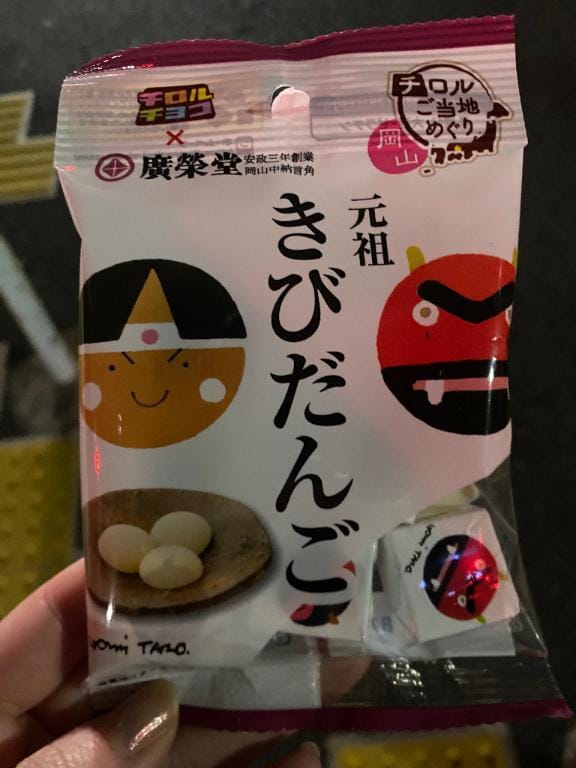 チロル
チョコ
×
廣榮堂
安政三年創業
岡山中納言角
チロル
ご当地
めぐり
岡山
元祖
きびだんご
TARO.
TARO